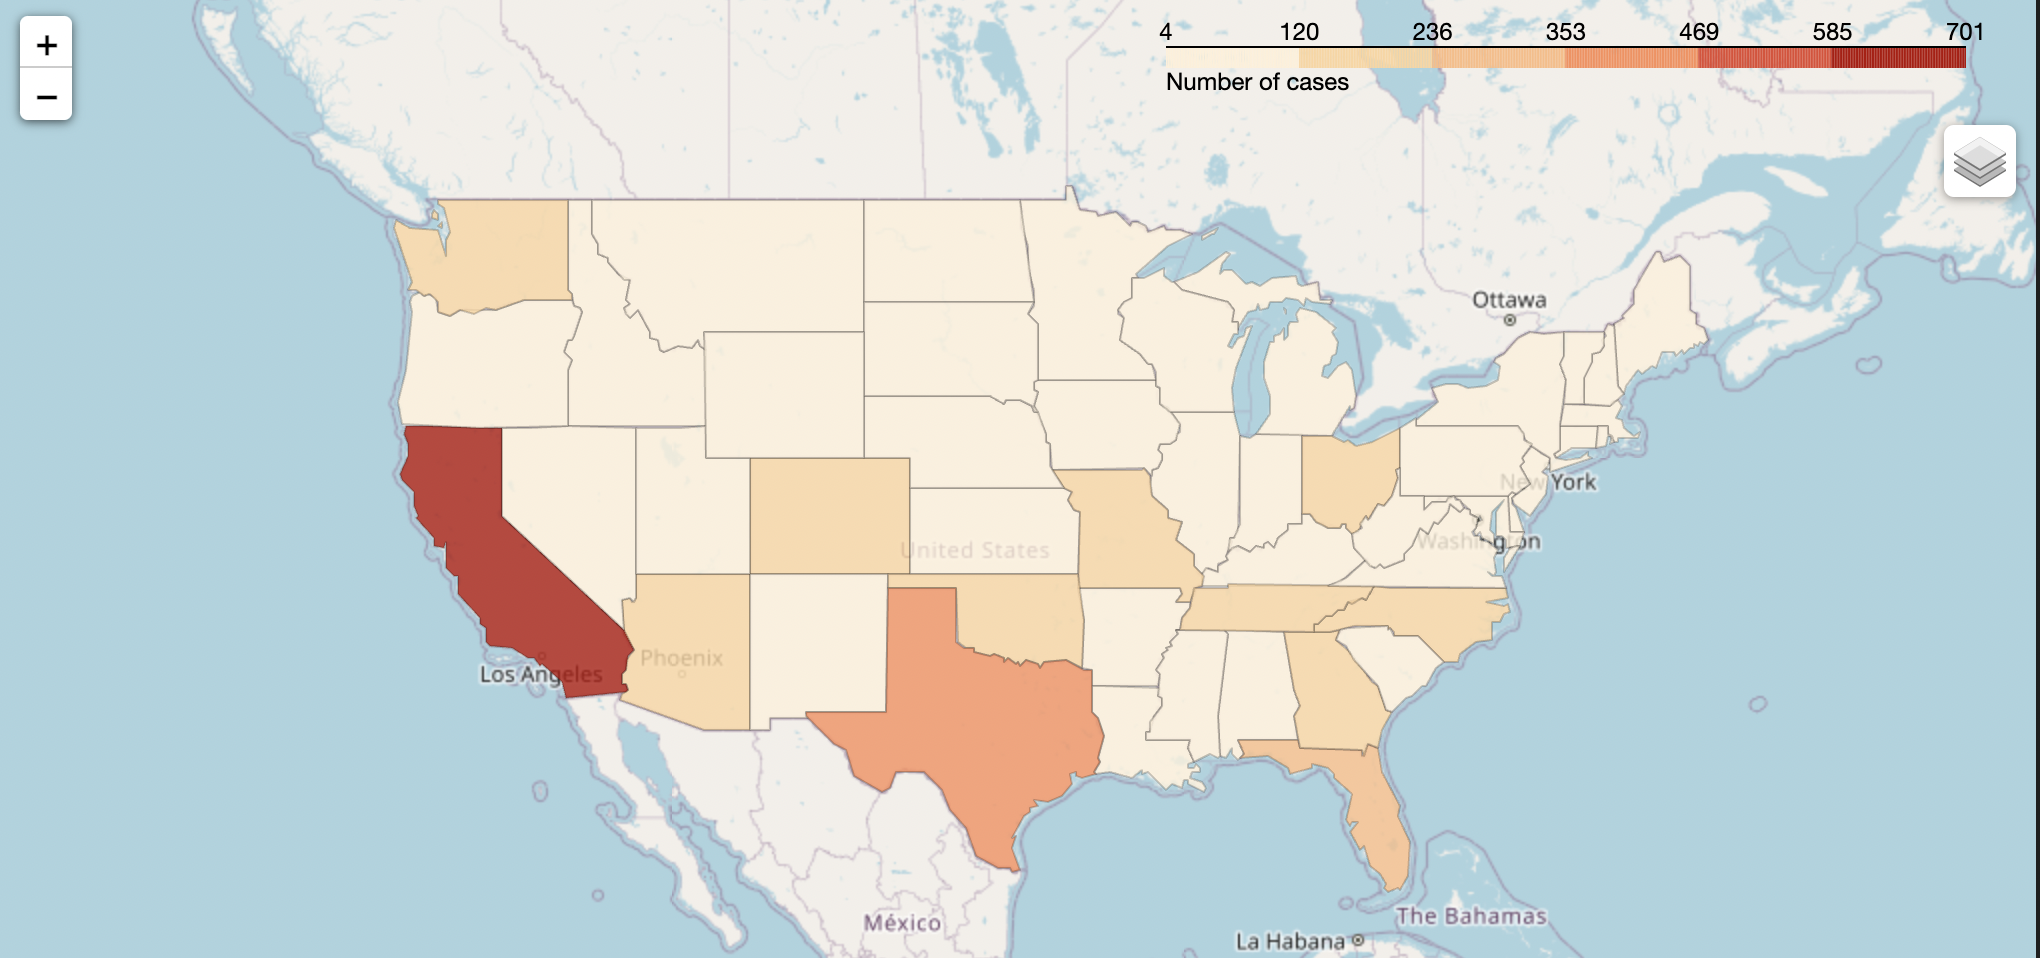 +
−
4 120 236 353 469 585 701
Number of cases
Ottawa
New York
United States
Washington
Phoenix
Los Angeles
México
The Bahamas
La Habana